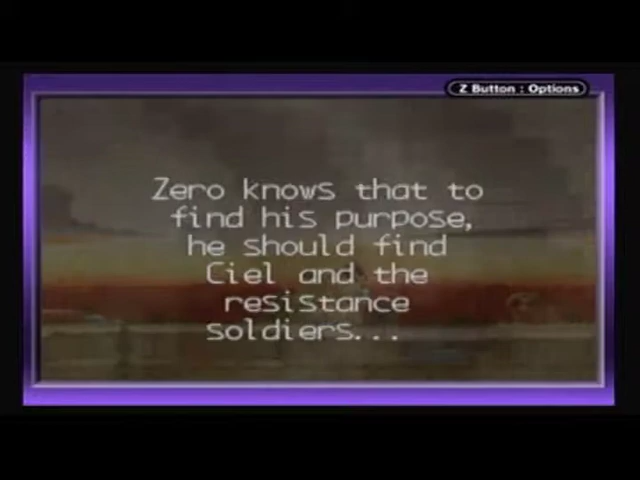 Z Button : Options
Zero knows that to
find his purpose,
he should find
Ciel and the
resistance
soldiers...